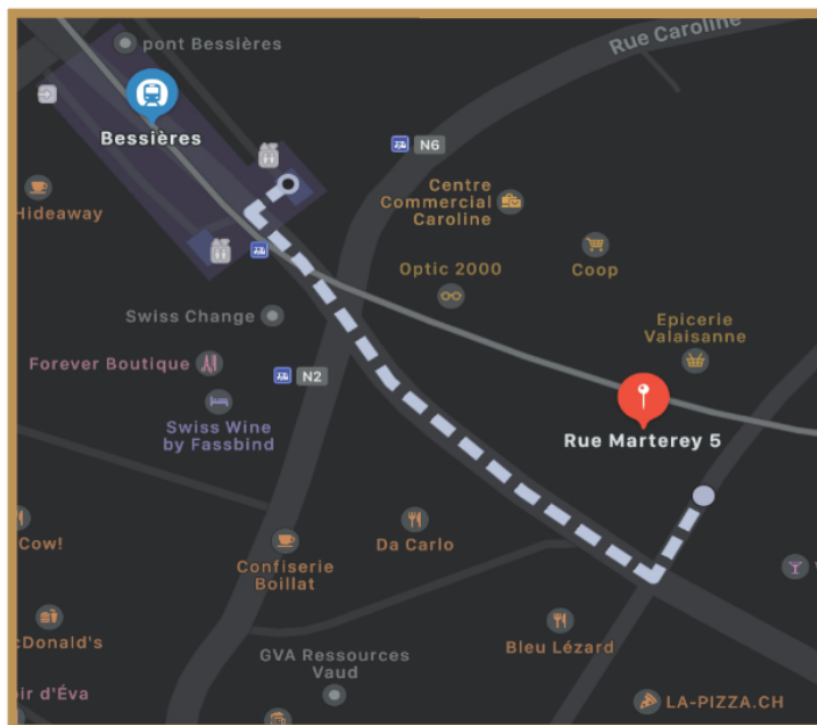 pont Bessières
Rue Caroline
Bessières
N6
Centre
Commercial
Caroline
Hideaway
Optic 2000
Coop
Swiss Change
Epicerie
Valaisanne
Forever Boutique
N2
Swiss Wine
by Fassbind
Rue Marterey 5
Cow!
Da Carlo
Confiserie
Boillat
cDonald's
Bleu Lézard
GVA Ressources
Vaud
oir d'Éva
LA-PIZZA.CH